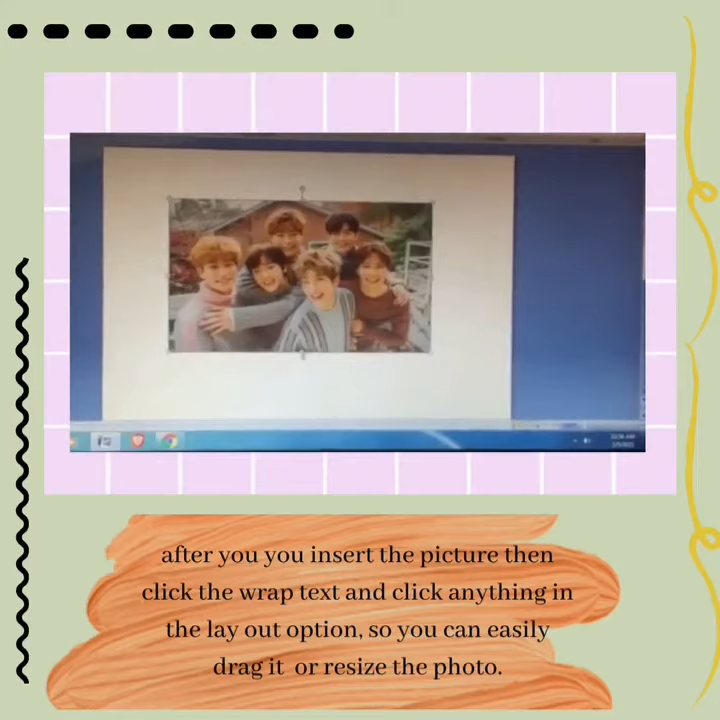 after you you insert the picture then
click the wrap text and click anything in
the lay out option, so you can easily
drag it or resize the photo.